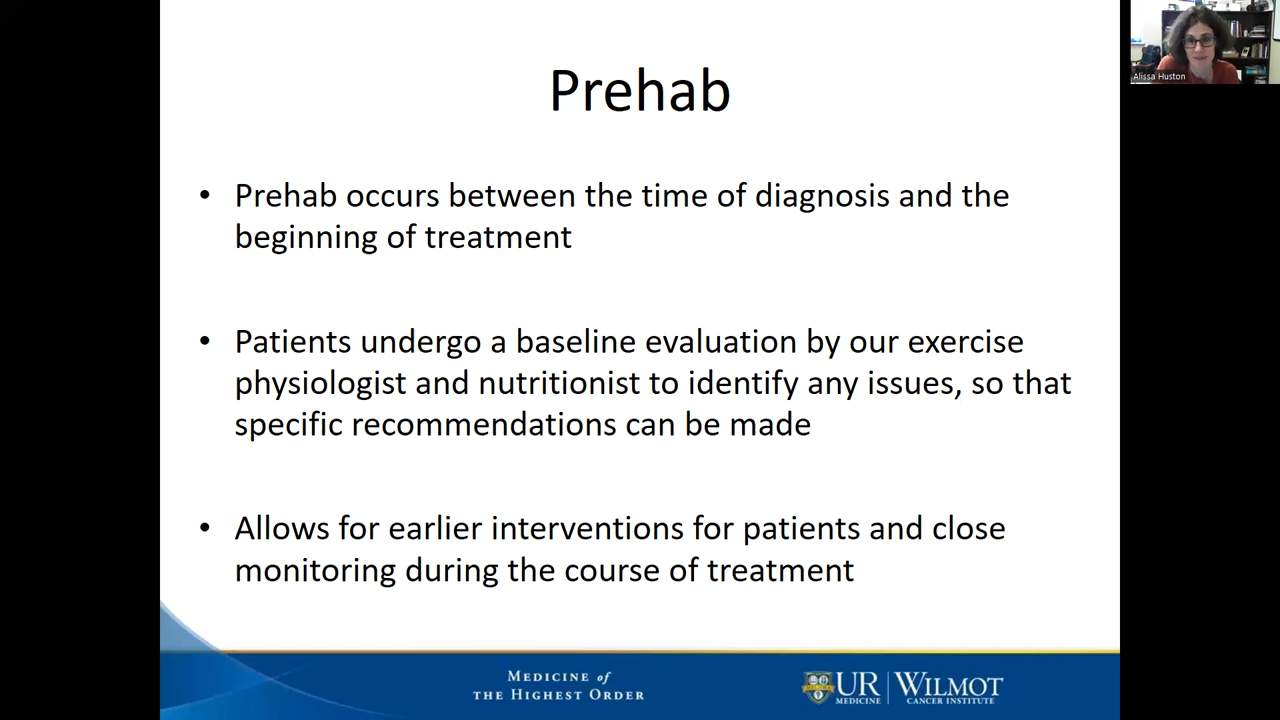 Prehab
• Prehab occurs between the time of diagnosis and the
beginning of treatment
• Patients undergo a baseline evaluation by our exercise
physiologist and nutritionist to identify any issues, so that
specific recommendations can be made
• Allows for earlier interventions for patients and close
monitoring during the course of treatment
MEDICINE of
THE HIGHEST ORDER
UR
MEDICINE
WILMOT
CANCER INSTITUTE
Alissa Huston